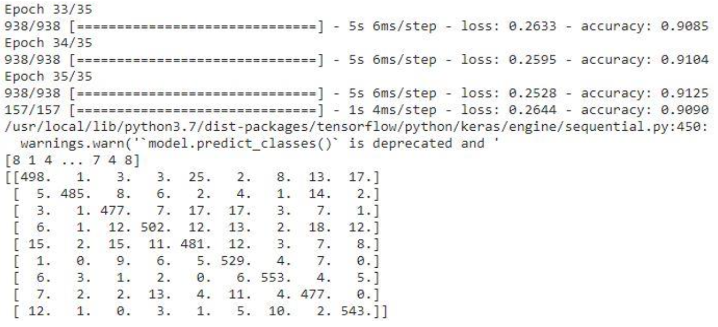 Epoch 33/35
938/938 [==============================] - 5s 6ms/step - loss: 0.2633 - accuracy: 0.9085
Epoch 34/35
938/938 [==============================] - 5s 6ms/step - loss: 0.2595 - accuracy: 0.9104
Epoch 35/35
938/938 [==============================] - 5s 6ms/step - loss: 0.2528 - accuracy: 0.9125
157/157 [==============================] - 1s 4ms/step - loss: 0.2644 - accuracy: 0.9090
/usr/local/lib/python3.7/dist-packages/tensorflow/python/keras/engine/sequential.py:450:
  warnings.warn('`model.predict_classes()` is deprecated and '
[8 1 4 ... 7 4 8]
[[498.   1.   3.   3.  25.   2.   8.  13.  17.]
 [  5. 485.   8.   6.   2.   4.   1.  14.   2.]
 [  3.   1. 477.   7.  17.  17.   3.   7.   1.]
 [  6.   1.  12. 502.  12.  13.   2.  18.  12.]
 [ 15.   2.  15.  11. 481.  12.   3.   7.   8.]
 [  1.   0.   9.   6.   5. 529.   4.   7.   0.]
 [  6.   3.   1.   2.   0.   6. 553.   4.   5.]
 [  7.   2.   2.  13.   4.  11.   4. 477.   0.]
 [ 12.   1.   0.   3.   1.   5.  10.   2. 543.]]